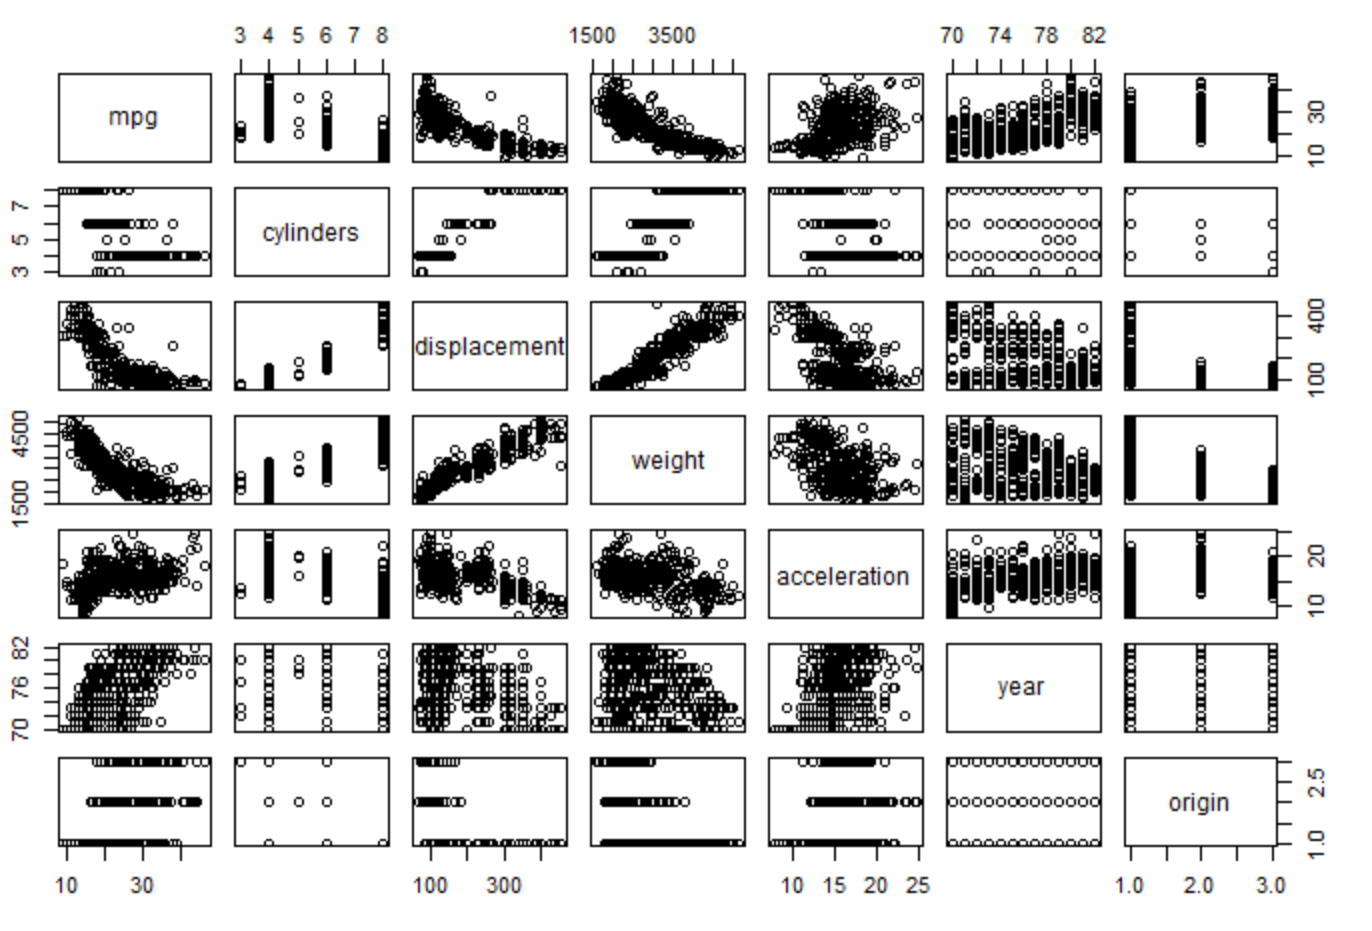 3 4 5 6 7 8 1500 3500 70 74 78 82
mpg 10 30
3 5 7 cylinders
displacement 100 400
1500 4500 weight
acceleration 10 20
70 76 82 year
origin 1.0 2.5
10 30 100 300 10 15 20 25 1.0 2.0 3.0